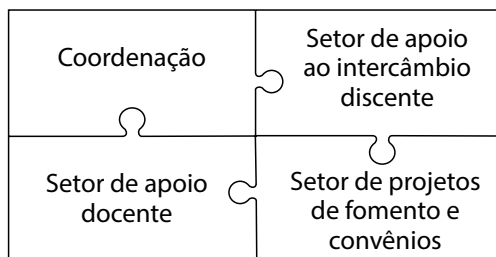 Coordenação
Setor de apoio
ao intercâmbio
discente
Setor de apoio
docente
Setor de projetos
de fomento e
convênios